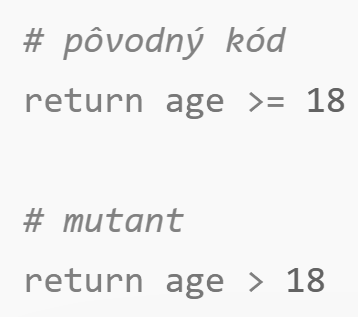 # pôvodný kód
return age >= 18
# mutant
return age > 18